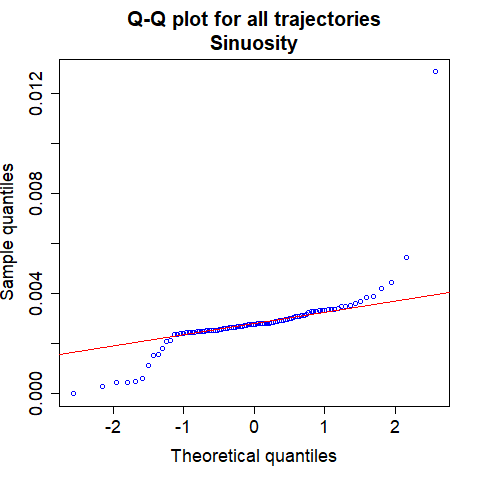 Q-Q plot for all trajectories
Sinuosity
Sample quantiles
0.012
0.008
0.004
0.000
-2 -1 0 1 2
Theoretical quantiles